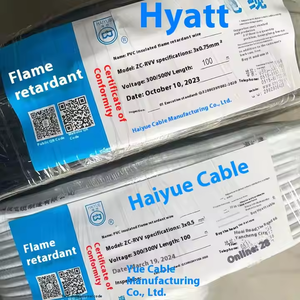 Hyatt
Flame
retardant
Certificate of
Conformity
Name: PVC insulated flame retardant wire
Model: ZC-RVV specifications: 3x0.75mm²
Voltage: 300/500V Length: 100
Date: October 10, 2023
Haiyue Cable Manufacturing Co., Ltd.
Code
Haiyue Cable
Flame
retardant
Certificate of
Conformity
Name: PVC insulated flame retardant wire
Model: ZC-RVV specifications: 3x0.5
Voltage: 300/500V Length: 100
Date: March 19, 2024
Online: 28
Yue Cable
Manufacturing
Co., Ltd.